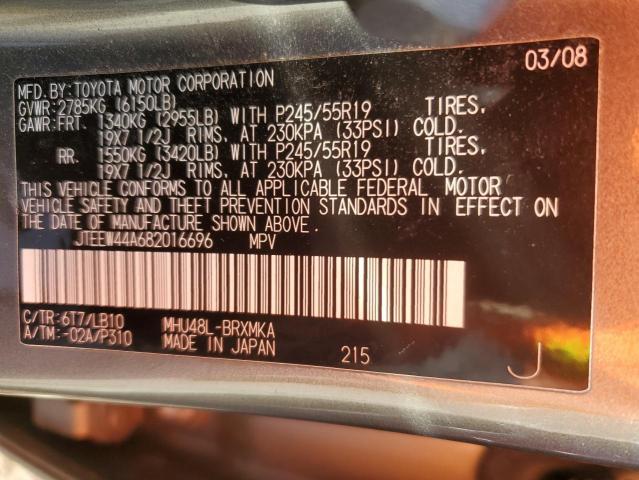 MFD.BY:TOYOTA MOTOR CORPORATION 03/08
GVWR:2785KG (6150LB)
GAWR:FRT. 1340KG (2955LB) WITH P245/55R19 TIRES,
19X7 1/2J RIMS, AT 230KPA (33PSI) COLD.
RR. 1550KG (3420LB) WITH P245/55R19 TIRES,
19X7 1/2J RIMS, AT 230KPA (33PSI) COLD.
THIS VEHICLE CONFORMS TO ALL APPLICABLE FEDERAL MOTOR
VEHICLE SAFETY AND THEFT PREVENTION STANDARDS IN EFFECT ON
THE DATE OF MANUFACTURE SHOWN ABOVE.
JTEEW44A682016696 MPV
C/TR:6T7/LB10 MHU48L-BRXMKA
A/TM:-02A/P310 MADE IN JAPAN 215 J